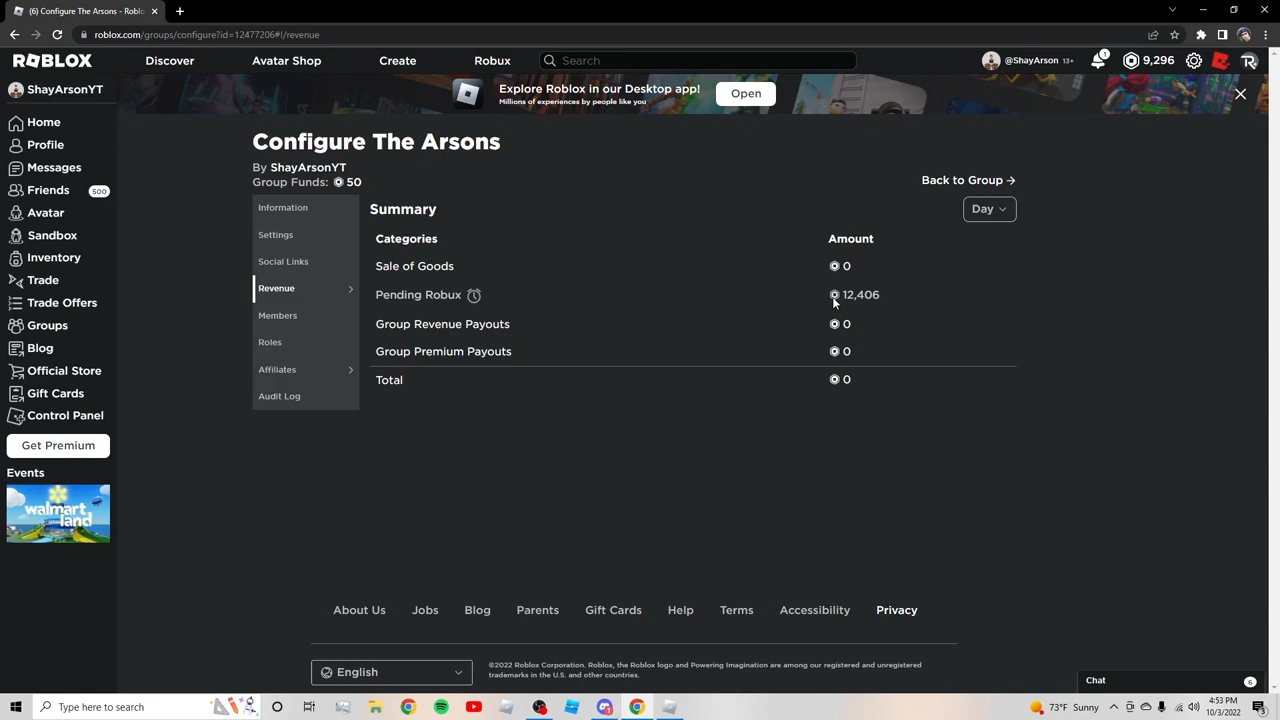 (6) Configure The Arsons - Roblox
roblox.com/groups/configure?id=12477206#!/revenue
ROBLOX
Discover
Avatar Shop
Create
Robux
Search
@ShayArson 13+
1
9,296
ShayArsonYT
Explore Roblox in our Desktop app!
Millions of experiences by people like you
Open
Home
Profile
Messages
Friends
500
Avatar
Sandbox
Inventory
Trade
Trade Offers
Groups
Blog
Official Store
Gift Cards
Control Panel
Get Premium
Events
walmart
land
Configure The Arsons
By ShayArsonYT
Group Funds: 50
Back to Group
Information
Settings
Social Links
Revenue
Members
Roles
Affiliates
Audit Log
Summary
Day
Categories Amount
Sale of Goods 0
Pending Robux 12,406
Group Revenue Payouts 0
Group Premium Payouts 0
Total 0
About Us Jobs Blog Parents Gift Cards Help Terms Accessibility Privacy
English
©2022 Roblox Corporation. Roblox, the Roblox logo and Powering Imagination are among our registered and unregistered
trademarks in the U.S. and other countries.
Chat
6
Type here to search
1
73°F Sunny
4:53 PM
10/3/2022
3